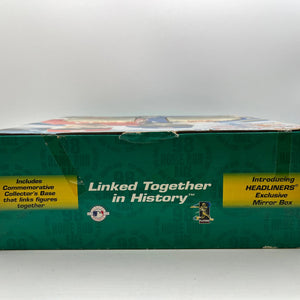 Includes
Commemorative
Collector's Base
that links figures
together
Linked Together
in History™
Introducing
HEADLINERS®
Exclusive
Mirror Box